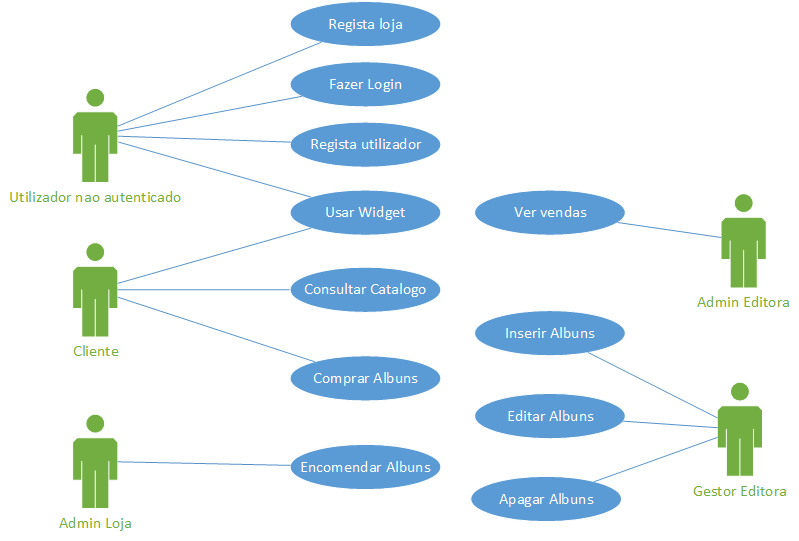 Regista loja
Fazer Login
Regista utilizador
Utilizador nao autenticado
Usar Widget
Ver vendas
Consultar Catalogo
Admin Editora
Inserir Albuns
Cliente
Comprar Albuns
Editar Albuns
Encomendar Albuns
Gestor Editora
Apagar Albuns
Admin Loja